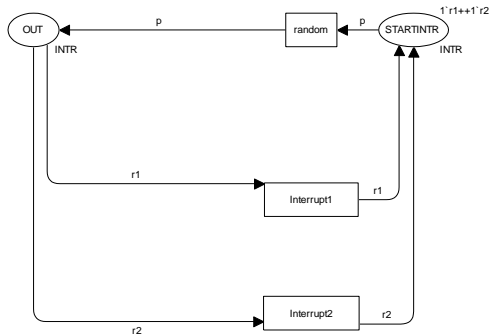 1`r1++1`r2
p
p
OUT
random
STARTINTR
INTR
INTR
r1
r1
Interrupt1
Interrupt2
r2
r2